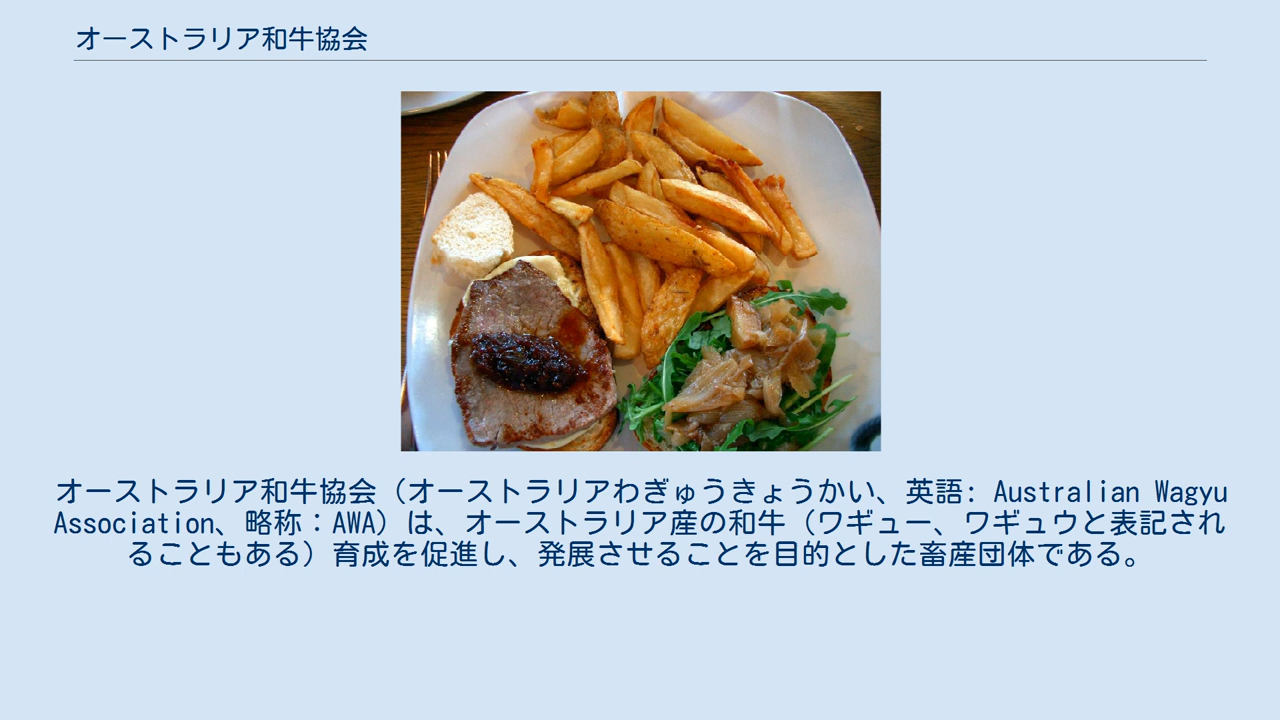 オーストラリア和牛協会
オーストラリア和牛協会（オーストラリアわぎゅうきょうかい、英語: Australian Wagyu
Association、略称：AWA）は、オーストラリア産の和牛（ワギュー、ワギュウと表記され
ることもある）育成を促進し、発展させることを目的とした畜産団体である。